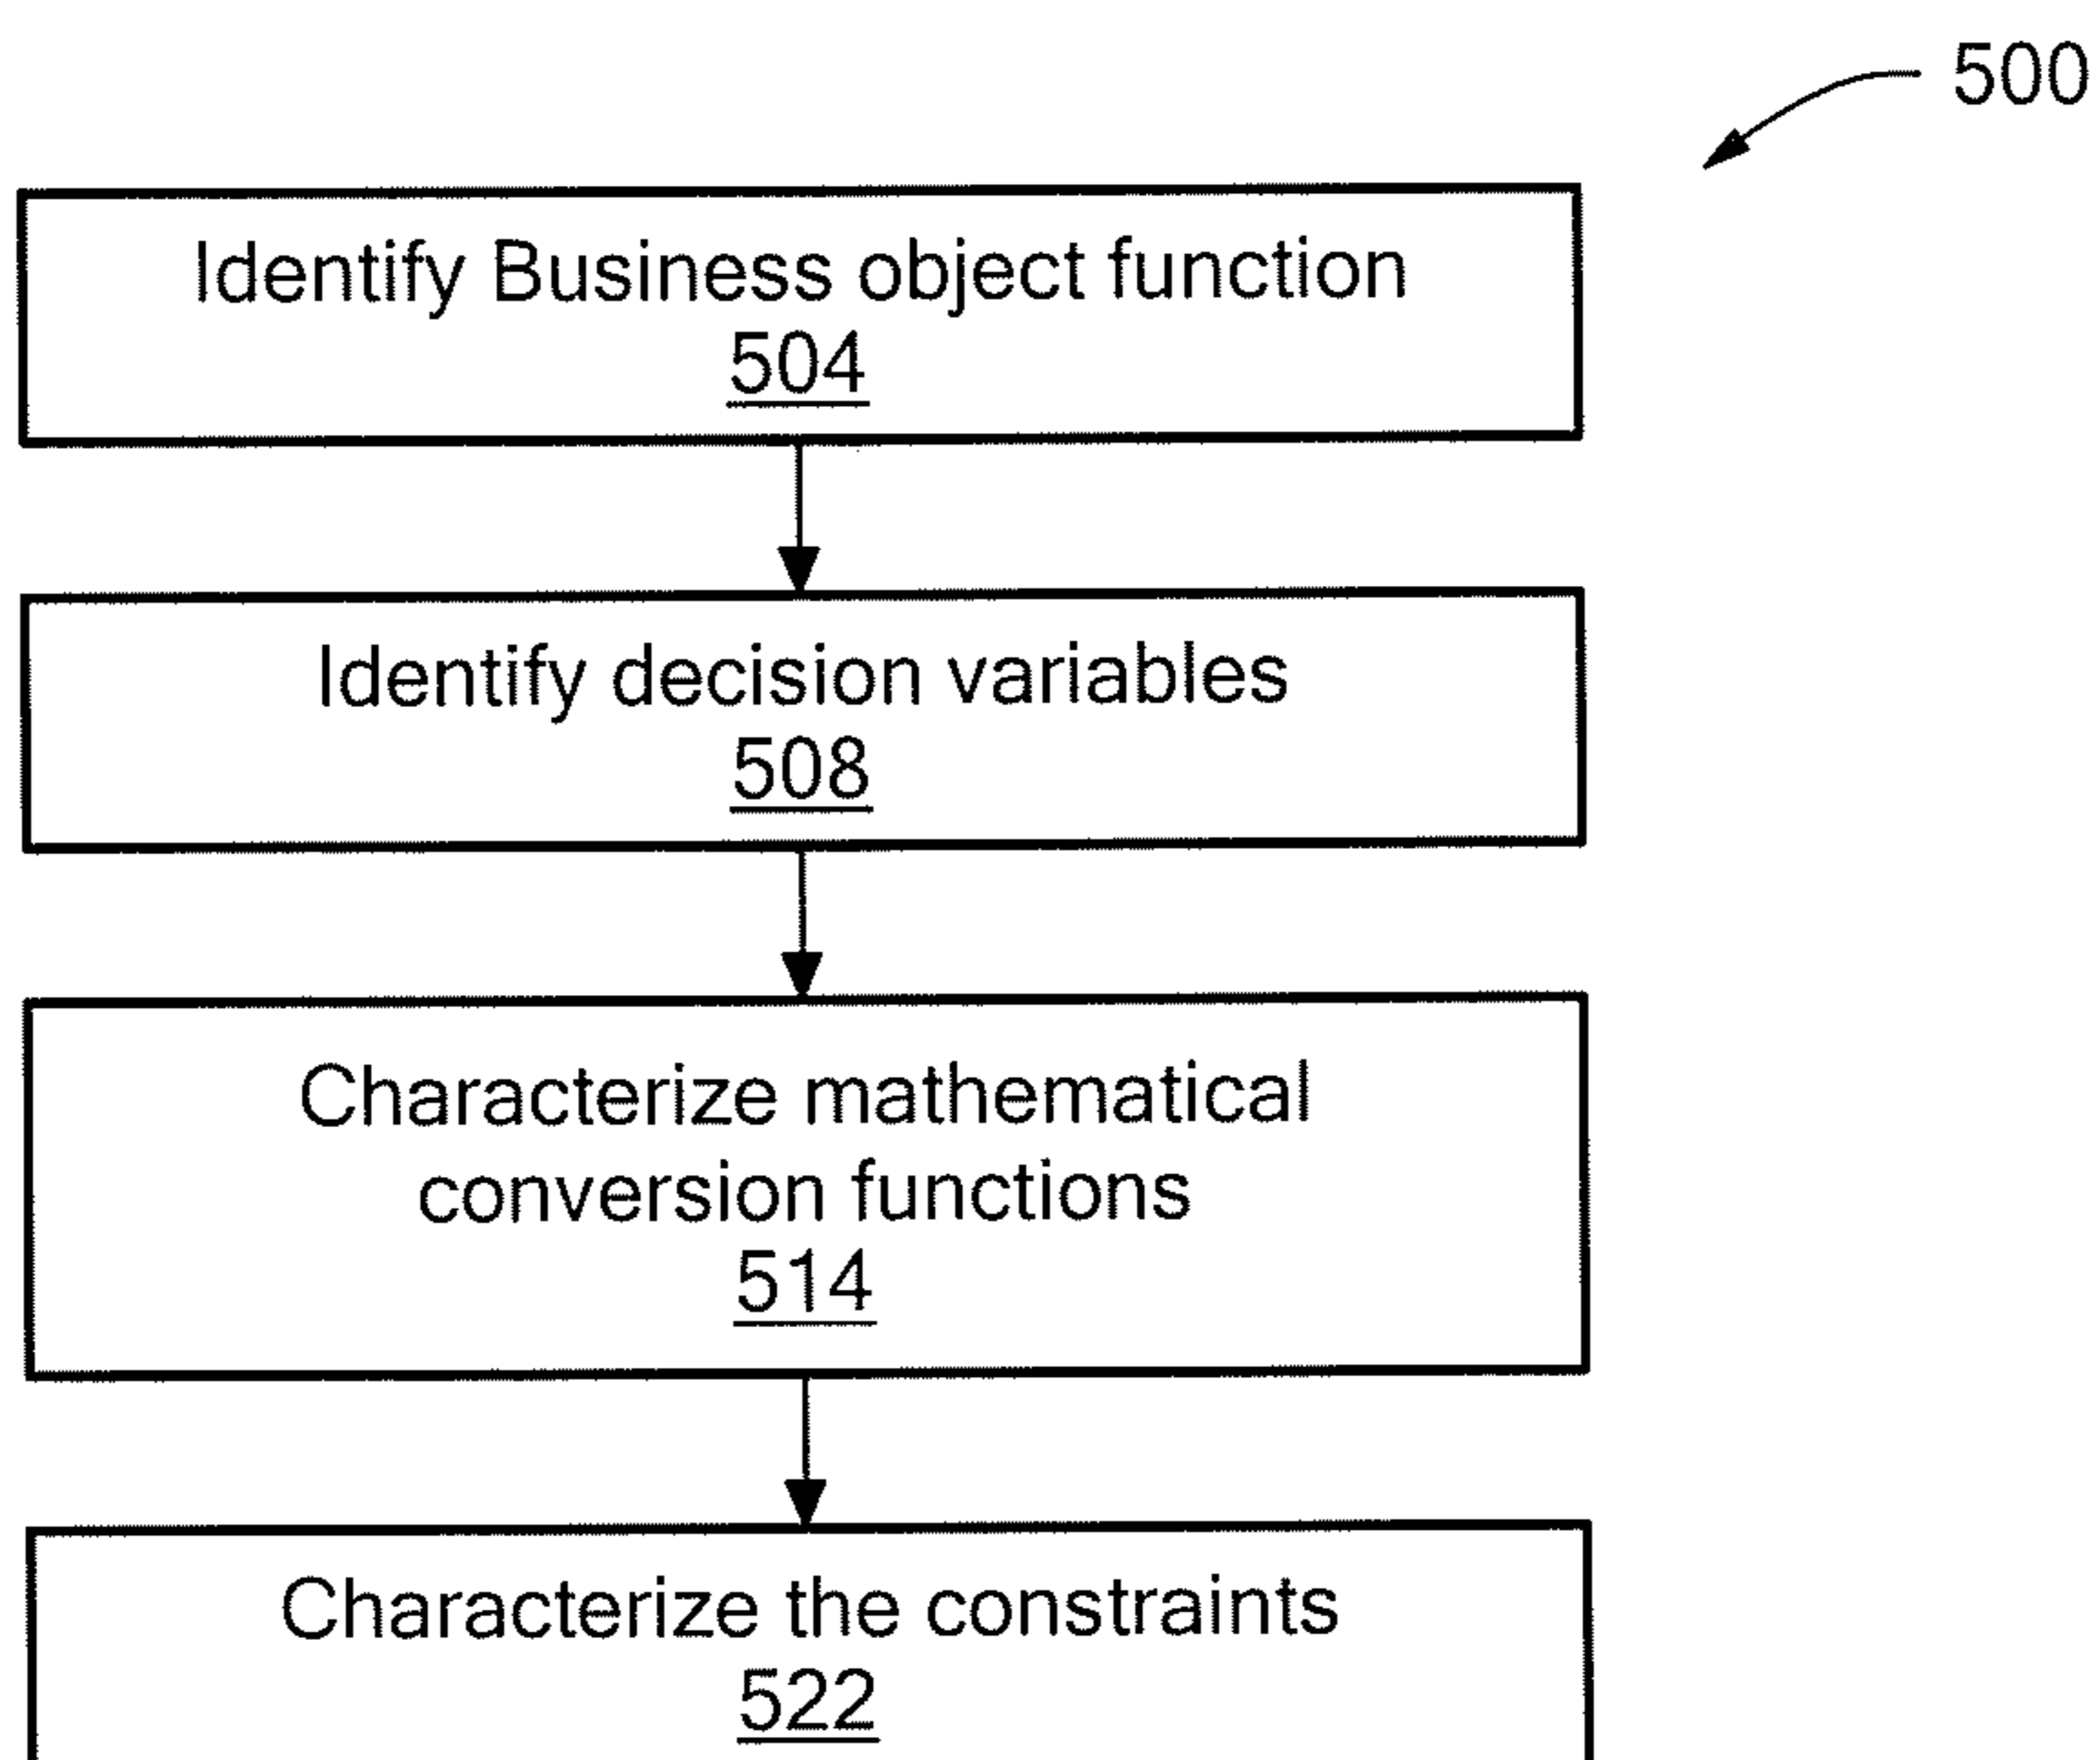 500
Identify Business object function
504
Identify decision variables
508
Characterize mathematical
conversion functions
514
Characterize the constraints
522